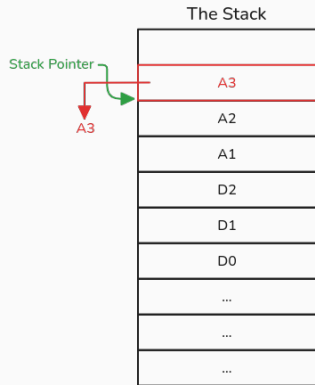 The Stack
Stack Pointer
A3
A3
A2
A1
D2
D1
D0
...
...
...